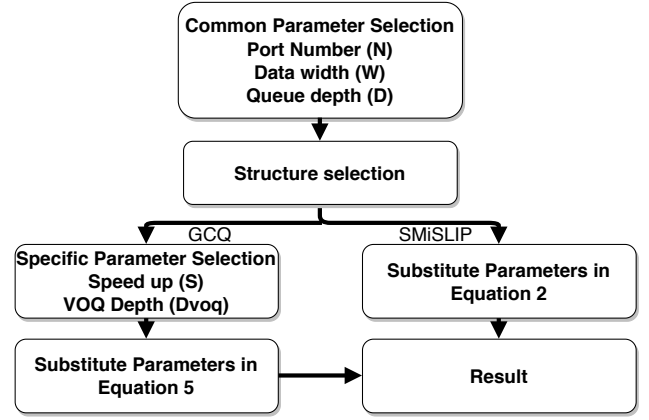 Common Parameter Selection
Port Number (N)
Data width (W)
Queue depth (D)
Structure selection
GCQ
SMiSLIP
Specific Parameter Selection
Speed up (S)
VOQ Depth (Dvoq)
Substitute Parameters in
Equation 2
Substitute Parameters in
Equation 5
Result